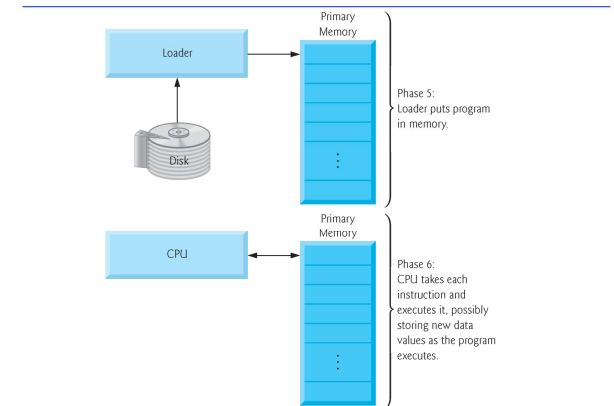 Primary
Memory
Loader
Disk
Phase 5:
Loader puts program
in memory.
Primary
Memory
CPU
Phase 6:
CPU takes each
instruction and
executes it, possibly
storing new data
values as the program
executes.